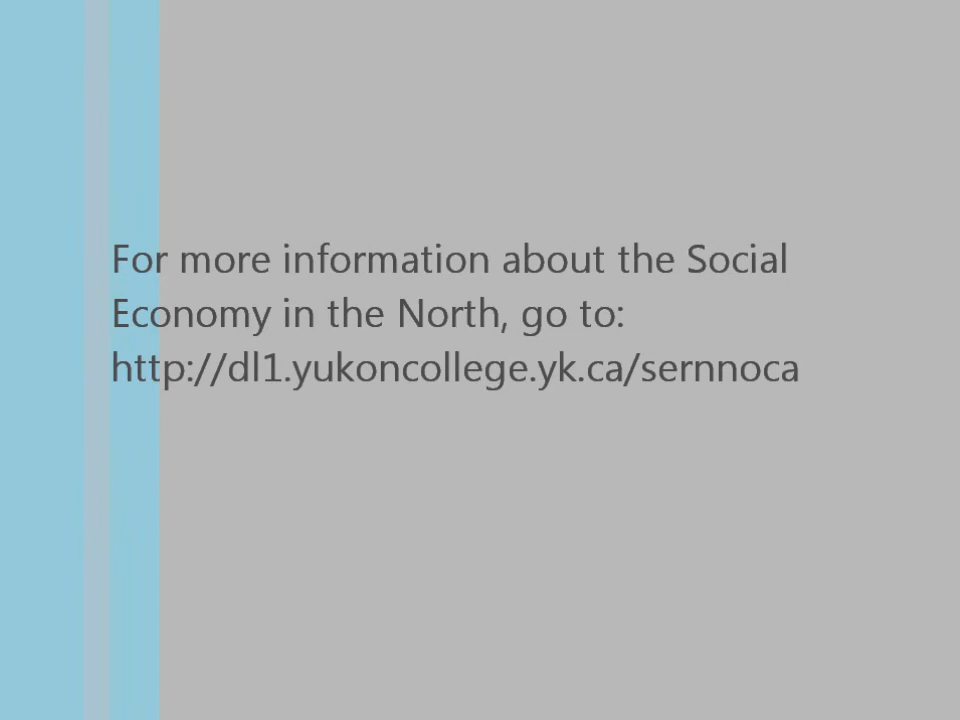 For more information about the Social
Economy in the North, go to:
http://dl1.yukoncollege.yk.ca/sernnoca